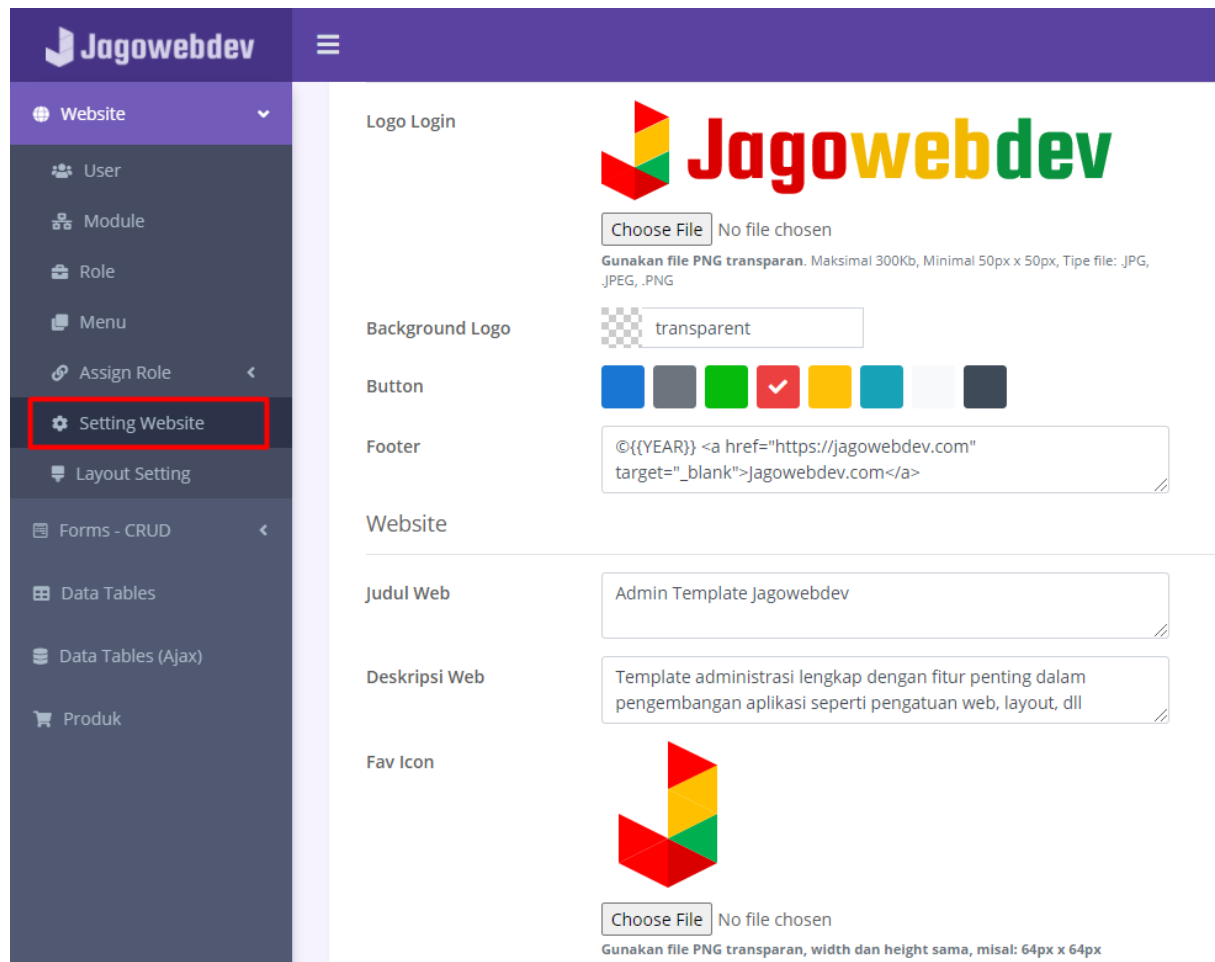 Jagowebdev
Website
User
Module
Role
Menu
Assign Role
Setting Website
Layout Setting
Forms - CRUD
Data Tables
Data Tables (Ajax)
Produk
Logo Login
Jagowebdev
Choose File No file chosen
Gunakan file PNG transparan. Maksimal 300Kb, Minimal 50px x 50px, Tipe file: .JPG,
.JPEG, .PNG
Background Logo
transparent
Button
Footer
©{{YEAR}} <a href="https://jagowebdev.com"
target="_blank">Jagowebdev.com</a>
Website
Judul Web
Admin Template Jagowebdev
Deskripsi Web
Template administrasi lengkap dengan fitur penting dalam
pengembangan aplikasi seperti pengatuan web, layout, dll
Fav Icon
Choose File No file chosen
Gunakan file PNG transparan, width dan height sama, misal: 64px x 64px